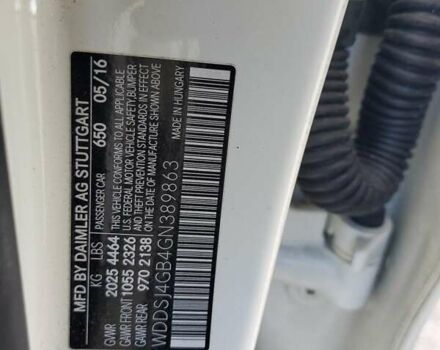 MFD BY DAIMLER AG STUTTGART
KG LBS PASSENGER CAR 650 05/16
GVWR 2025 4464 THIS VEHICLE CONFORMS TO ALL APPLICABLE
GAWR FRONT 1055 2326 U.S. FEDERAL MOTOR VEHICLE SAFETY, BUMPER
GAWR REAR 970 2138 AND THEFT PREVENTION STANDARDS IN EFFECT
ON THE DATE OF MANUFACTURE SHOWN ABOVE
WDDSJ4GB4GN389863 MADE IN HUNGARY